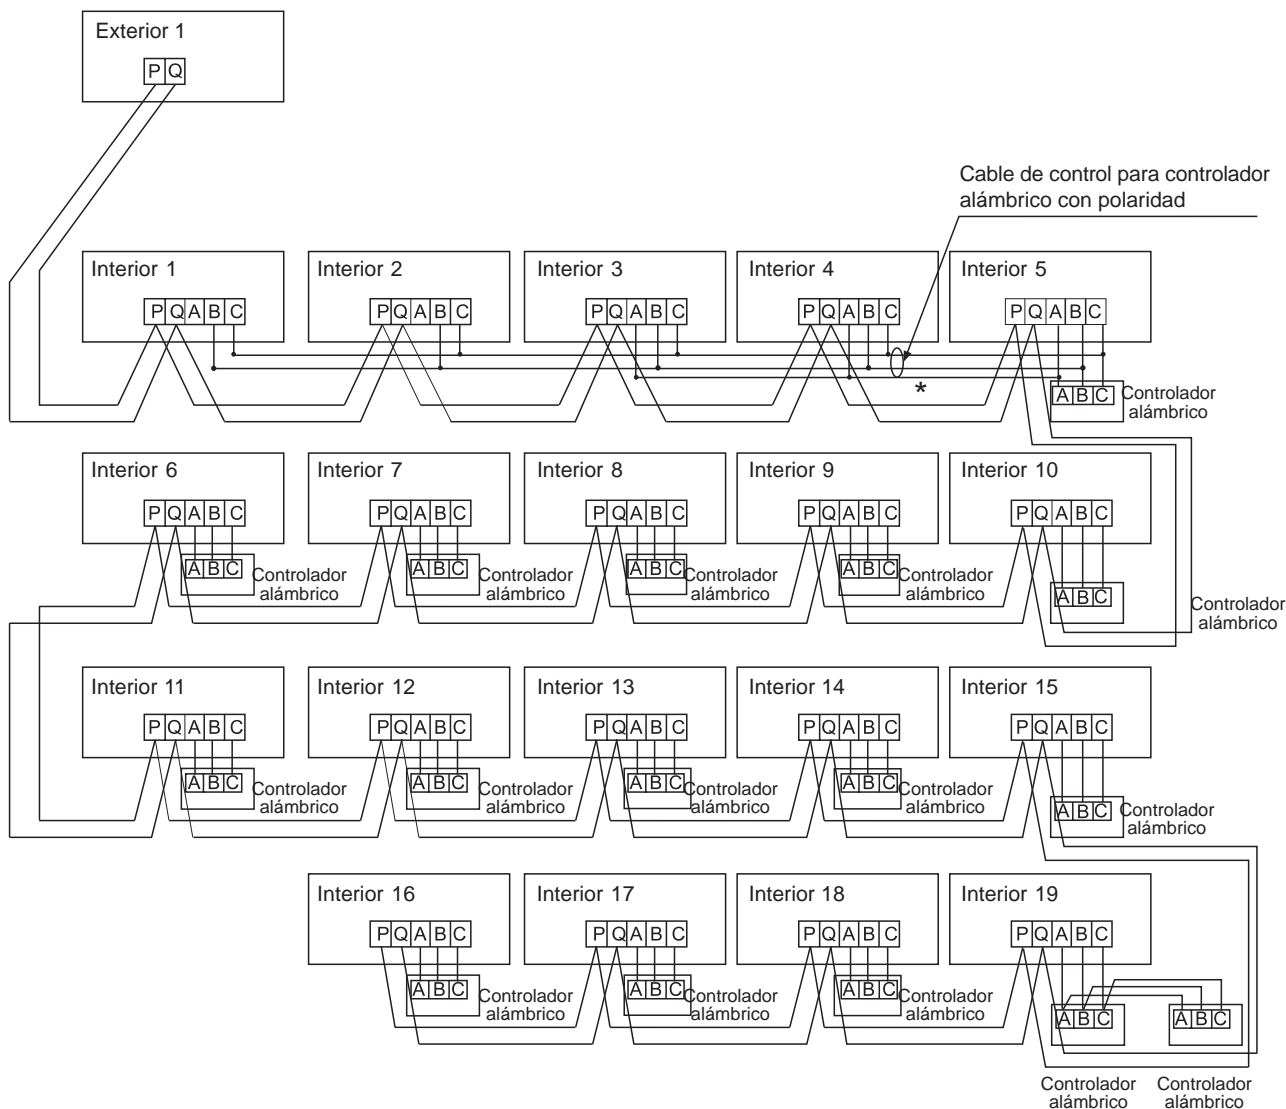 Exterior 1
P Q
Cable de control para controlador
alámbrico con polaridad
Interior 1
P Q A B C
Interior 2
P Q A B C
Interior 3
P Q A B C
Interior 4
P Q A B C
Interior 5
P Q A B C
*
A B C
Controlador
alámbrico
Interior 6
P Q A B C
A B C
Controlador
alámbrico
Interior 7
P Q A B C
A B C
Controlador
alámbrico
Interior 8
P Q A B C
A B C
Controlador
alámbrico
Interior 9
P Q A B C
A B C
Controlador
alámbrico
Interior 10
P Q A B C
A B C
Controlador
alámbrico
Interior 11
P Q A B C
A B C
Controlador
alámbrico
Interior 12
P Q A B C
A B C
Controlador
alámbrico
Interior 13
P Q A B C
A B C
Controlador
alámbrico
Interior 14
P Q A B C
A B C
Controlador
alámbrico
Interior 15
P Q A B C
A B C
Controlador
alámbrico
Interior 16
P Q A B C
A B C
Controlador
alámbrico
Interior 17
P Q A B C
A B C
Controlador
alámbrico
Interior 18
P Q A B C
A B C
Controlador
alámbrico
Interior 19
P Q A B C
A B C
Controlador
alámbrico
A B C
Controlador
alámbrico